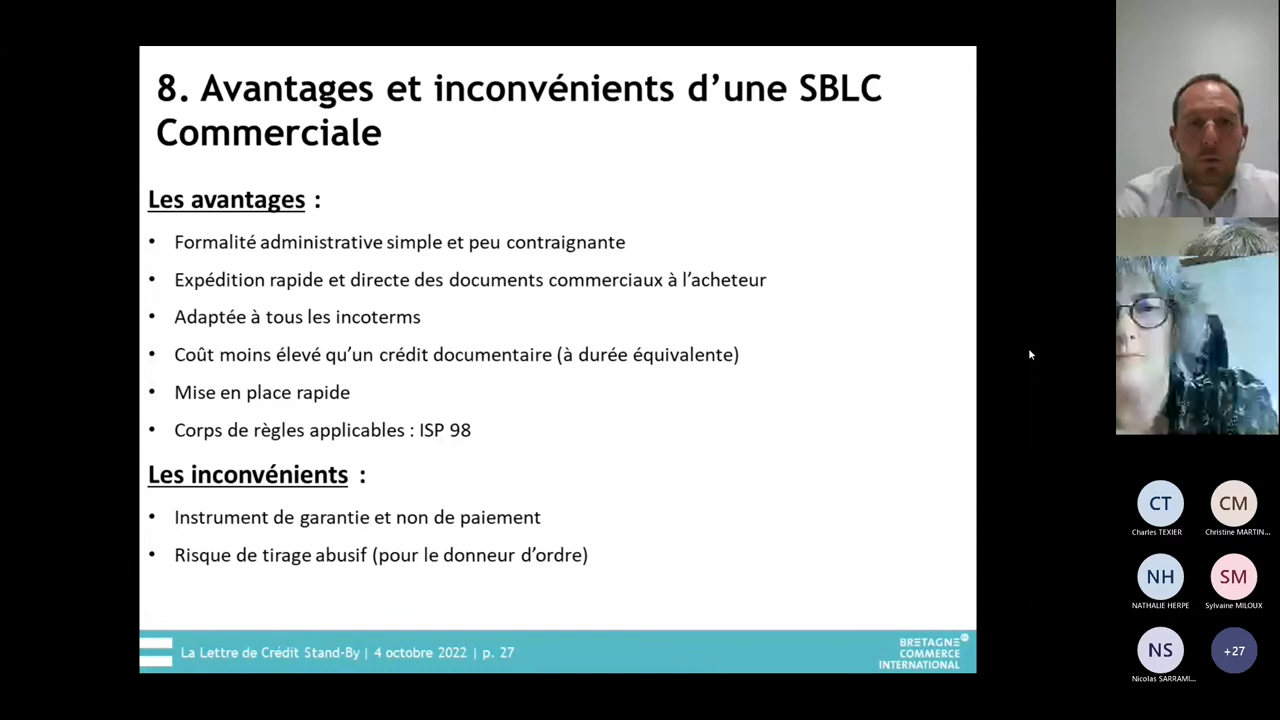 8. Avantages et inconvénients d’une SBLC
Commerciale
Les avantages :
• Formalité administrative simple et peu contraignante
• Expédition rapide et directe des documents commerciaux à l’acheteur
• Adaptée à tous les incoterms
• Coût moins élevé qu’un crédit documentaire (à durée équivalente)
• Mise en place rapide
• Corps de règles applicables : ISP 98
Les inconvénients :
• Instrument de garantie et non de paiement
• Risque de tirage abusif (pour le donneur d’ordre)
La Lettre de Crédit Stand-By | 4 octobre 2022 | p. 27
BRETAGNE
COMMERCE
INTERNATIONAL
CT
Charles TEXIER
CM
Christine MARTIN...
NH
NATHALIE HERPE
SM
Sylvaine MILOUX
NS
Nicolas SARRAMI...
+27